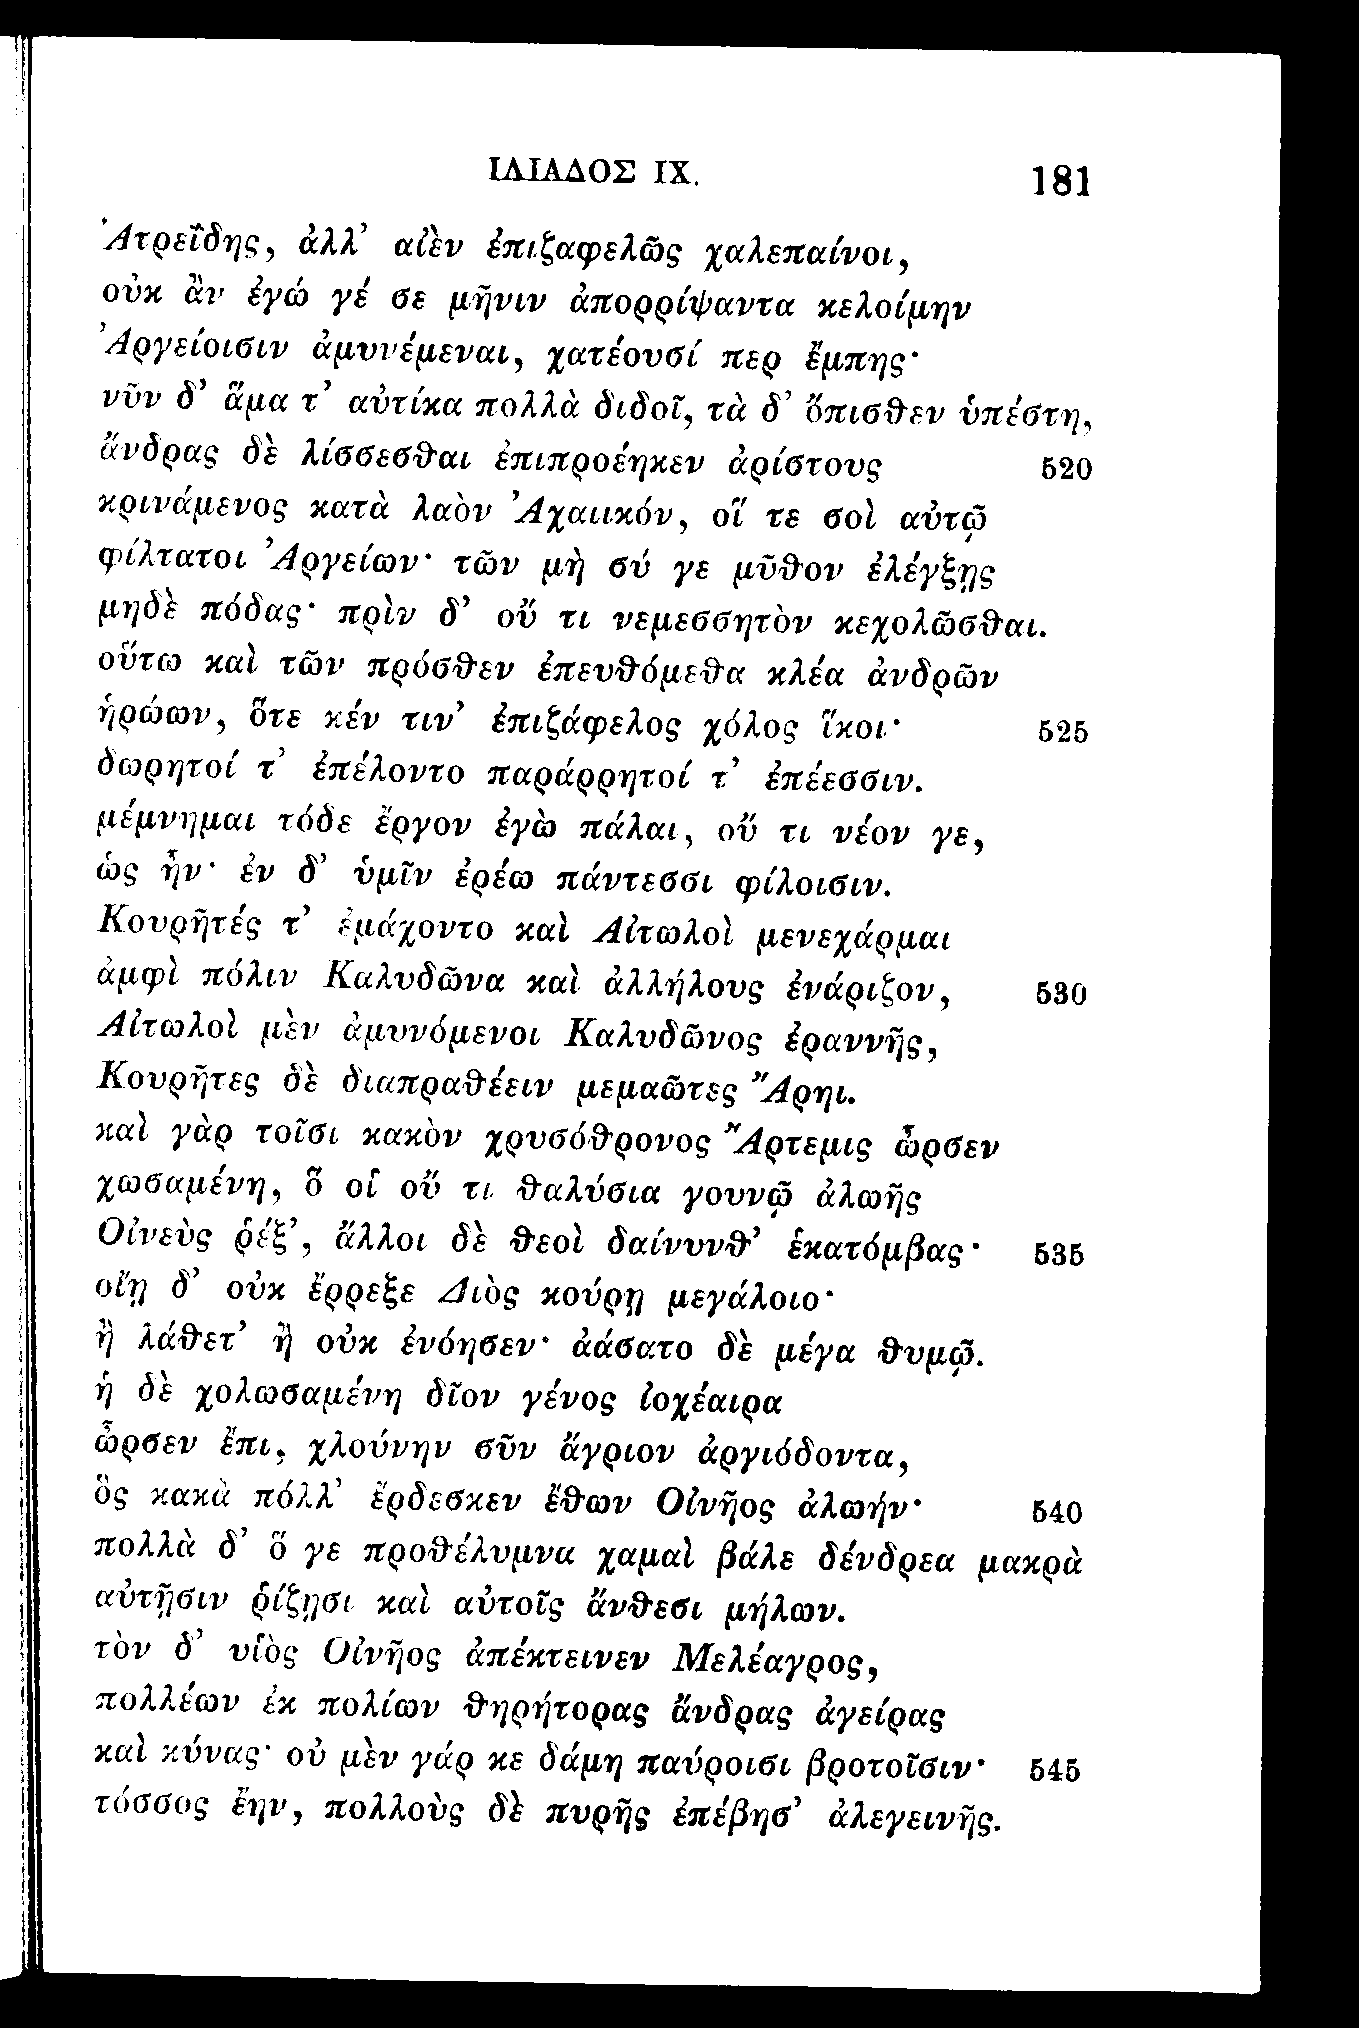 ΙΛΙΑΔΟΣ IX. 181
Ἀτρεΐδης, ἀλλ’ αἰὲν ἐπιζαφελῶς χαλεπαίνοι,
οὐκ ἂν ἐγώ γέ σε μῆνιν ἀπορρίψαντα κελοίμην
Ἀργείοισιν ἀμυνέμεναι, χατέουσί περ ἔμπης·
νῦν δ’ ἅμα τ’ αὐτίκα πολλὰ διδοῖ, τὰ δ’ ὄπισθεν ὑπέστη,
ἄνδρας δὲ λίσσεσθαι ἐπιπροέηκεν ἀρίστους 520
κρινάμενος κατὰ λαὸν Ἀχαιικόν, οἵ τε σοὶ αὐτῷ
φίλτατοι Ἀργείων· τῶν μὴ σύ γε μῦθον ἐλέγξῃς
μηδὲ πόδας· πρὶν δ’ οὔ τι νεμεσσητὸν κεχολῶσθαι.
οὕτω καὶ τῶν πρόσθεν ἐπευθόμεθα κλέα ἀνδρῶν
ἡρώων, ὅτε κέν τιν’ ἐπιζάφελος χόλος ἵκοι· 525
δωρητοί τ’ ἐπέλοντο παράρρητοί τ’ ἐπέεσσιν.
μέμνημαι τόδε ἔργον ἐγὼ πάλαι, οὔ τι νέον γε,
ὡς ἦν· ἐν δ’ ὑμῖν ἐρέω πάντεσσι φίλοισιν.
Κουρῆτές τ’ ἐμάχοντο καὶ Αἰτωλοὶ μενεχάρμαι
ἀμφὶ πόλιν Καλυδῶνα καὶ ἀλλήλους ἐνάριζον, 530
Αἰτωλοὶ μὲν ἀμυνόμενοι Καλυδῶνος ἐραννῆς,
Κουρῆτες δὲ διαπραθέειν μεμαῶτες Ἄρηι.
καὶ γὰρ τοῖσι κακὸν χρυσόθρονος Ἄρτεμις ὦρσεν
χωσαμένη, ὅ οἱ οὔ τι θαλύσια γουνῷ ἀλωῆς
Οἰνεὺς ῥέξ’, ἄλλοι δὲ θεοὶ δαίνυνθ’ ἑκατόμβας· 535
οἴῃ δ’ οὐκ ἔρρεξε Διὸς κούρῃ μεγάλοιο·
ἢ λάθετ’ ἢ οὐκ ἐνόησεν· ἀάσατο δὲ μέγα θυμῷ.
ἡ δὲ χολωσαμένη δῖον γένος ἰοχέαιρα
ὦρσεν ἔπι, χλούνην σῦν ἄγριον ἀργιόδοντα,
ὃς κακὰ πόλλ’ ἔρδεσκεν ἔθων Οἰνῆος ἀλωήν· 540
πολλὰ δ’ ὅ γε προθέλυμνα χαμαὶ βάλε δένδρεα μακρὰ
αὐτῇσιν ῥίζῃσι καὶ αὐτοῖς ἄνθεσι μήλων.
τὸν δ’ υἱὸς Οἰνῆος ἀπέκτεινεν Μελέαγρος,
πολλέων ἐκ πολίων θηρήτορας ἄνδρας ἀγείρας
καὶ κύνας· οὐ μὲν γάρ κε δάμη παύροισι βροτοῖσιν· 545
τόσσος ἔην, πολλοὺς δὲ πυρῆς ἐπέβησ’ ἀλεγεινῆς.